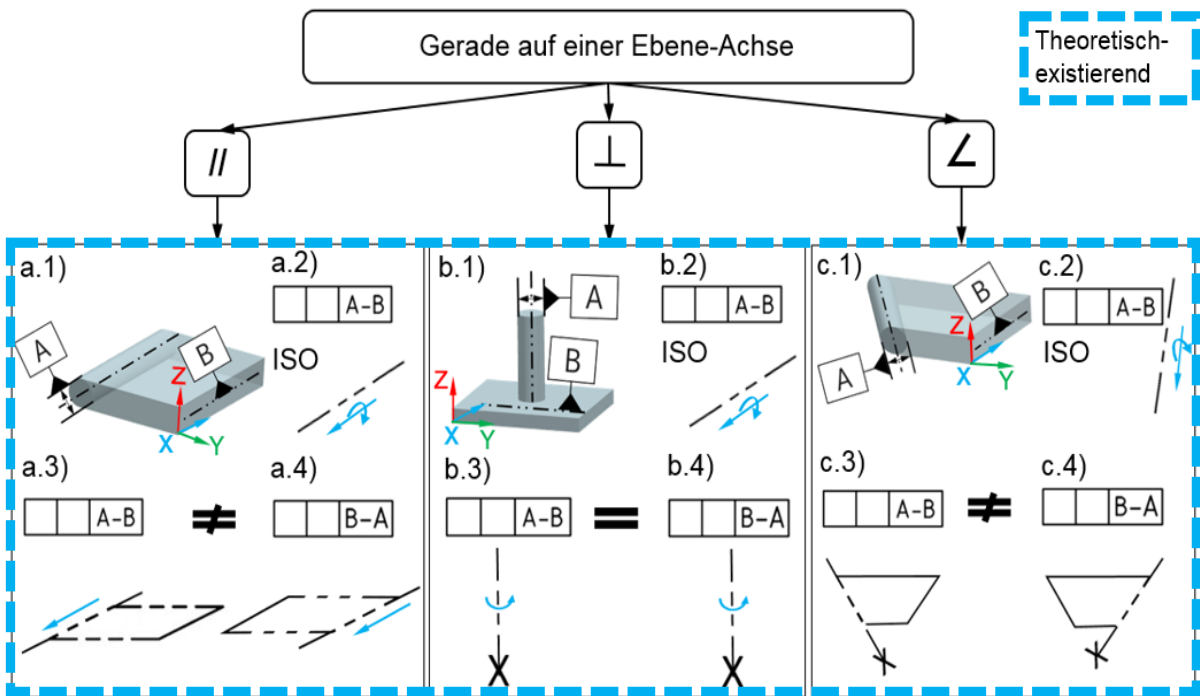 Gerade auf einer Ebene-Achse
Theoretisch-
existierend
//
⊥
∠
a.1)
A
B
Z
X
Y
a.2)
A-B
ISO
a.3)
A-B
≠
a.4)
B-A
b.1)
A
B
Z
X
Y
b.2)
A-B
ISO
b.3)
A-B
=
b.4)
B-A
X
X
c.1)
A
B
Z
X
Y
c.2)
A-B
ISO
c.3)
A-B
≠
c.4)
B-A